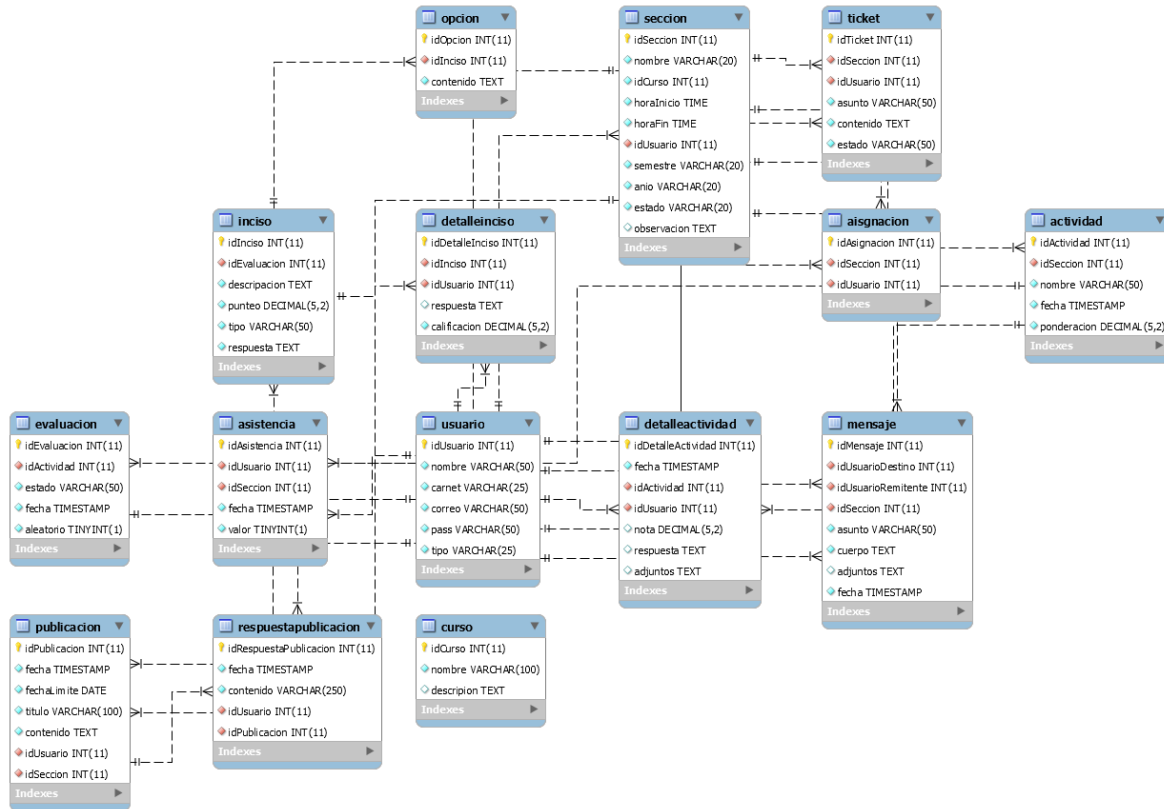 opcion
idOpcion INT(11)
idInciso INT(11)
contenido TEXT
Indexes
seccion
idSeccion INT(11)
nombre VARCHAR(20)
idCurso INT(11)
horaInicio TIME
horaFin TIME
idUsuario INT(11)
semestre VARCHAR(20)
anio VARCHAR(20)
estado VARCHAR(20)
observacion TEXT
Indexes
ticket
idTicket INT(11)
idSeccion INT(11)
idUsuario INT(11)
asunto VARCHAR(50)
contenido TEXT
estado VARCHAR(50)
Indexes
inciso
idInciso INT(11)
idEvaluacion INT(11)
descripacion TEXT
punteo DECIMAL(5,2)
tipo VARCHAR(50)
respuesta TEXT
Indexes
detalleinciso
idDetalleInciso INT(11)
idInciso INT(11)
idUsuario INT(11)
respuesta TEXT
calificacion DECIMAL(5,2)
Indexes
aisgnacion
idAsignacion INT(11)
idSeccion INT(11)
idUsuario INT(11)
Indexes
actividad
idActividad INT(11)
idSeccion INT(11)
nombre VARCHAR(50)
fecha TIMESTAMP
ponderacion DECIMAL(5,2)
Indexes
evaluacion
idEvaluacion INT(11)
idActividad INT(11)
estado VARCHAR(50)
fecha TIMESTAMP
aleatorio TINYINT(1)
Indexes
asistencia
idAsistencia INT(11)
idUsuario INT(11)
idSeccion INT(11)
fecha TIMESTAMP
valor TINYINT(1)
Indexes
usuario
idUsuario INT(11)
nombre VARCHAR(50)
carnet VARCHAR(25)
correo VARCHAR(50)
pass VARCHAR(50)
tipo VARCHAR(25)
Indexes
detalleactividad
idDetalleActividad INT(11)
fecha TIMESTAMP
idActividad INT(11)
idUsuario INT(11)
nota DECIMAL(5,2)
respuesta TEXT
adjuntos TEXT
Indexes
mensaje
idMensaje INT(11)
idUsuarioDestino INT(11)
idUsuarioRemitente INT(11)
idSeccion INT(11)
asunto VARCHAR(50)
cuerpo TEXT
adjuntos TEXT
fecha TIMESTAMP
Indexes
publicacion
idPublicacion INT(11)
fecha TIMESTAMP
fechaLimite DATE
titulo VARCHAR(100)
contenido TEXT
idUsuario INT(11)
idSeccion INT(11)
Indexes
respuestapublicacion
idRespuestaPublicacion INT(11)
fecha TIMESTAMP
contenido VARCHAR(250)
idUsuario INT(11)
idPublicacion INT(11)
Indexes
curso
idCurso INT(11)
nombre VARCHAR(100)
descripion TEXT
Indexes